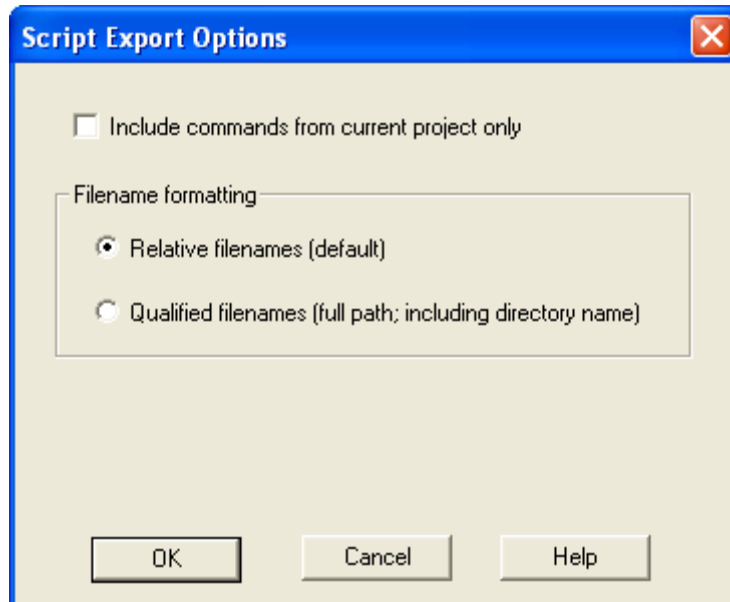 Script Export Options
Include commands from current project only
Filename formatting
Relative filenames (default)
Qualified filenames (full path; including directory name)
OK Cancel Help